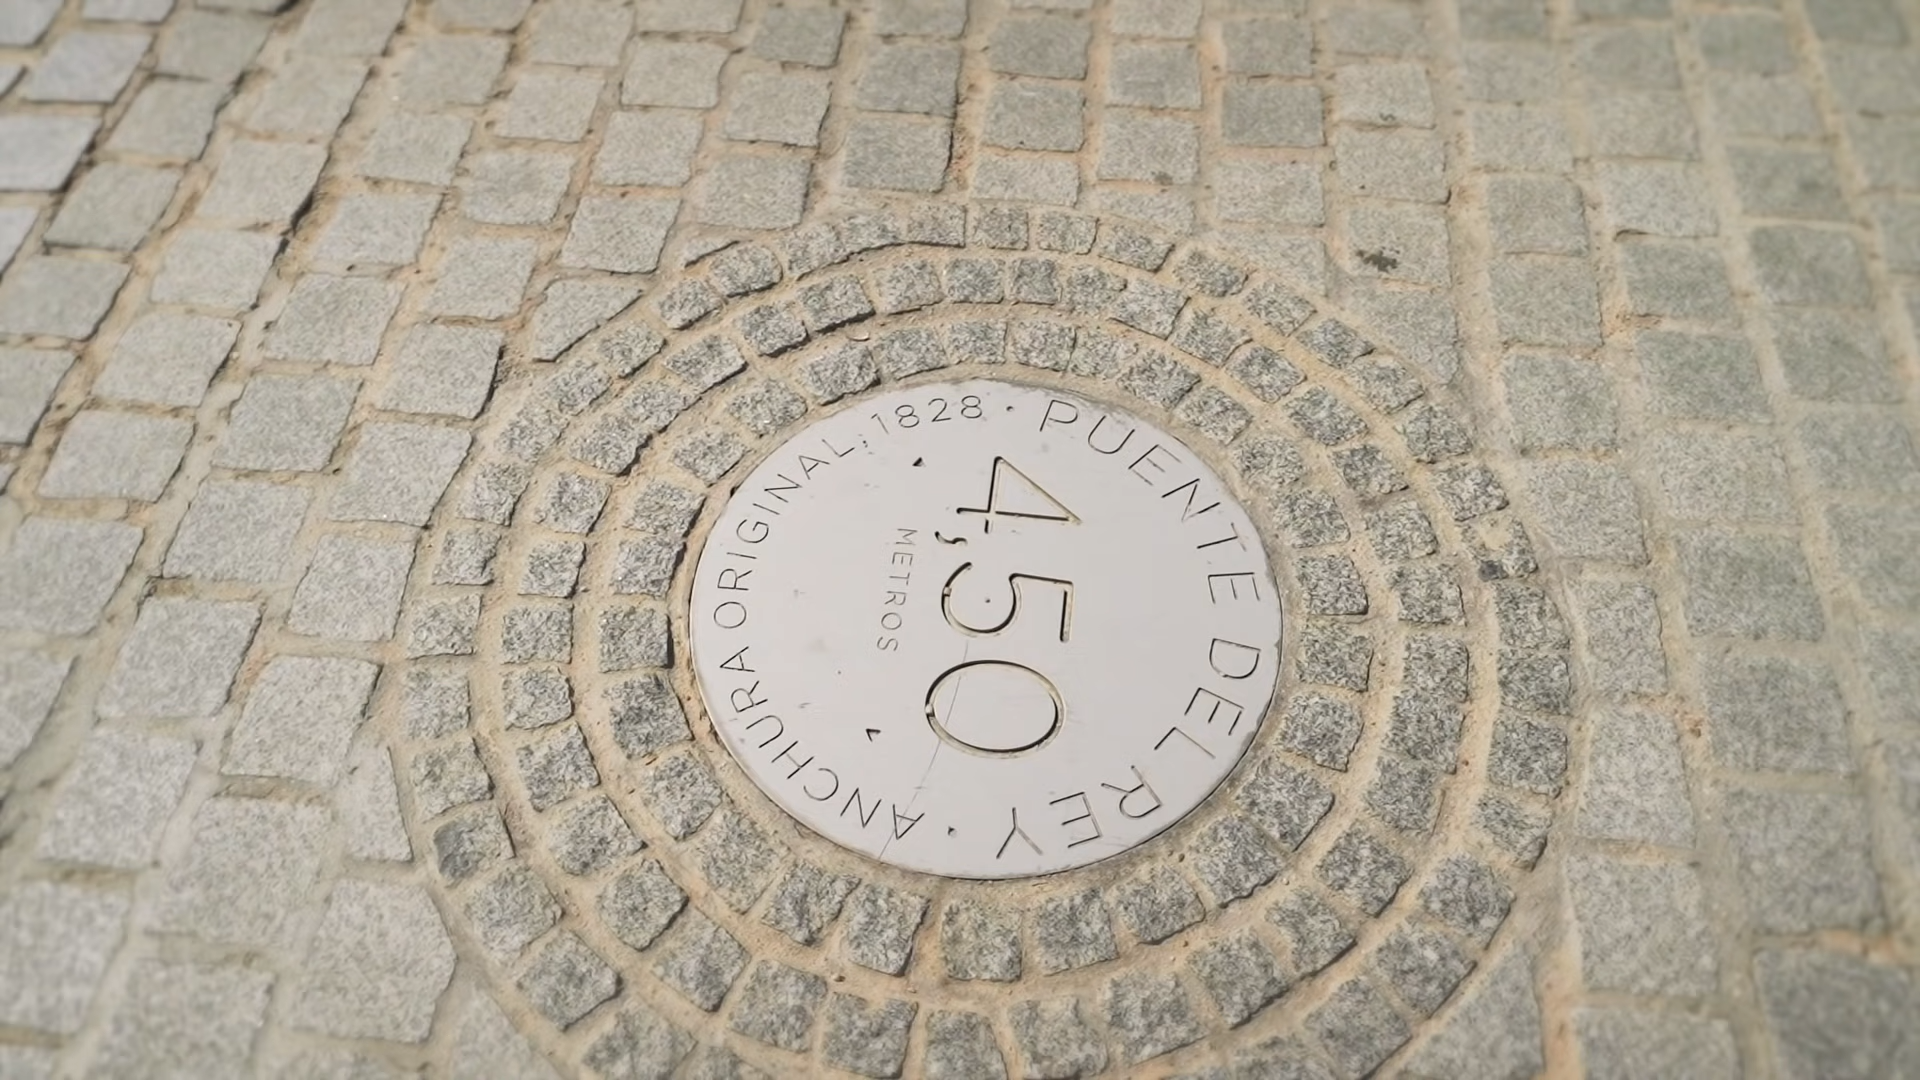 PUENTE DEL REY · ANCHURA ORIGINAL, 1828 ·
4,50
METROS